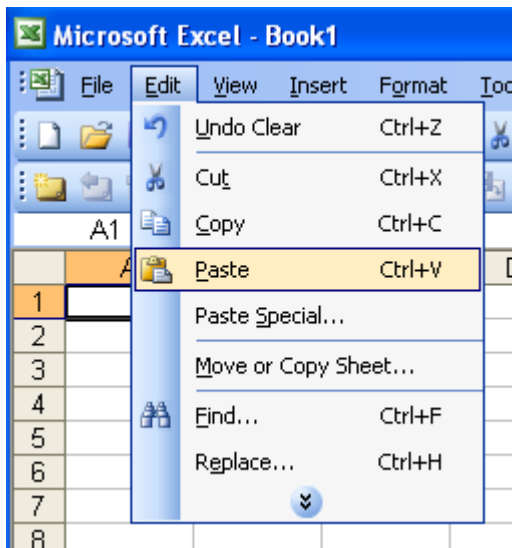 Microsoft Excel - Book1
File Edit View Insert Format
Undo Clear Ctrl+Z
Cut Ctrl+X
A1 Copy Ctrl+C
Paste Ctrl+V
1
Paste Special...
2
3 Move or Copy Sheet...
4 Find... Ctrl+F
5
6 Replace... Ctrl+H
7
8